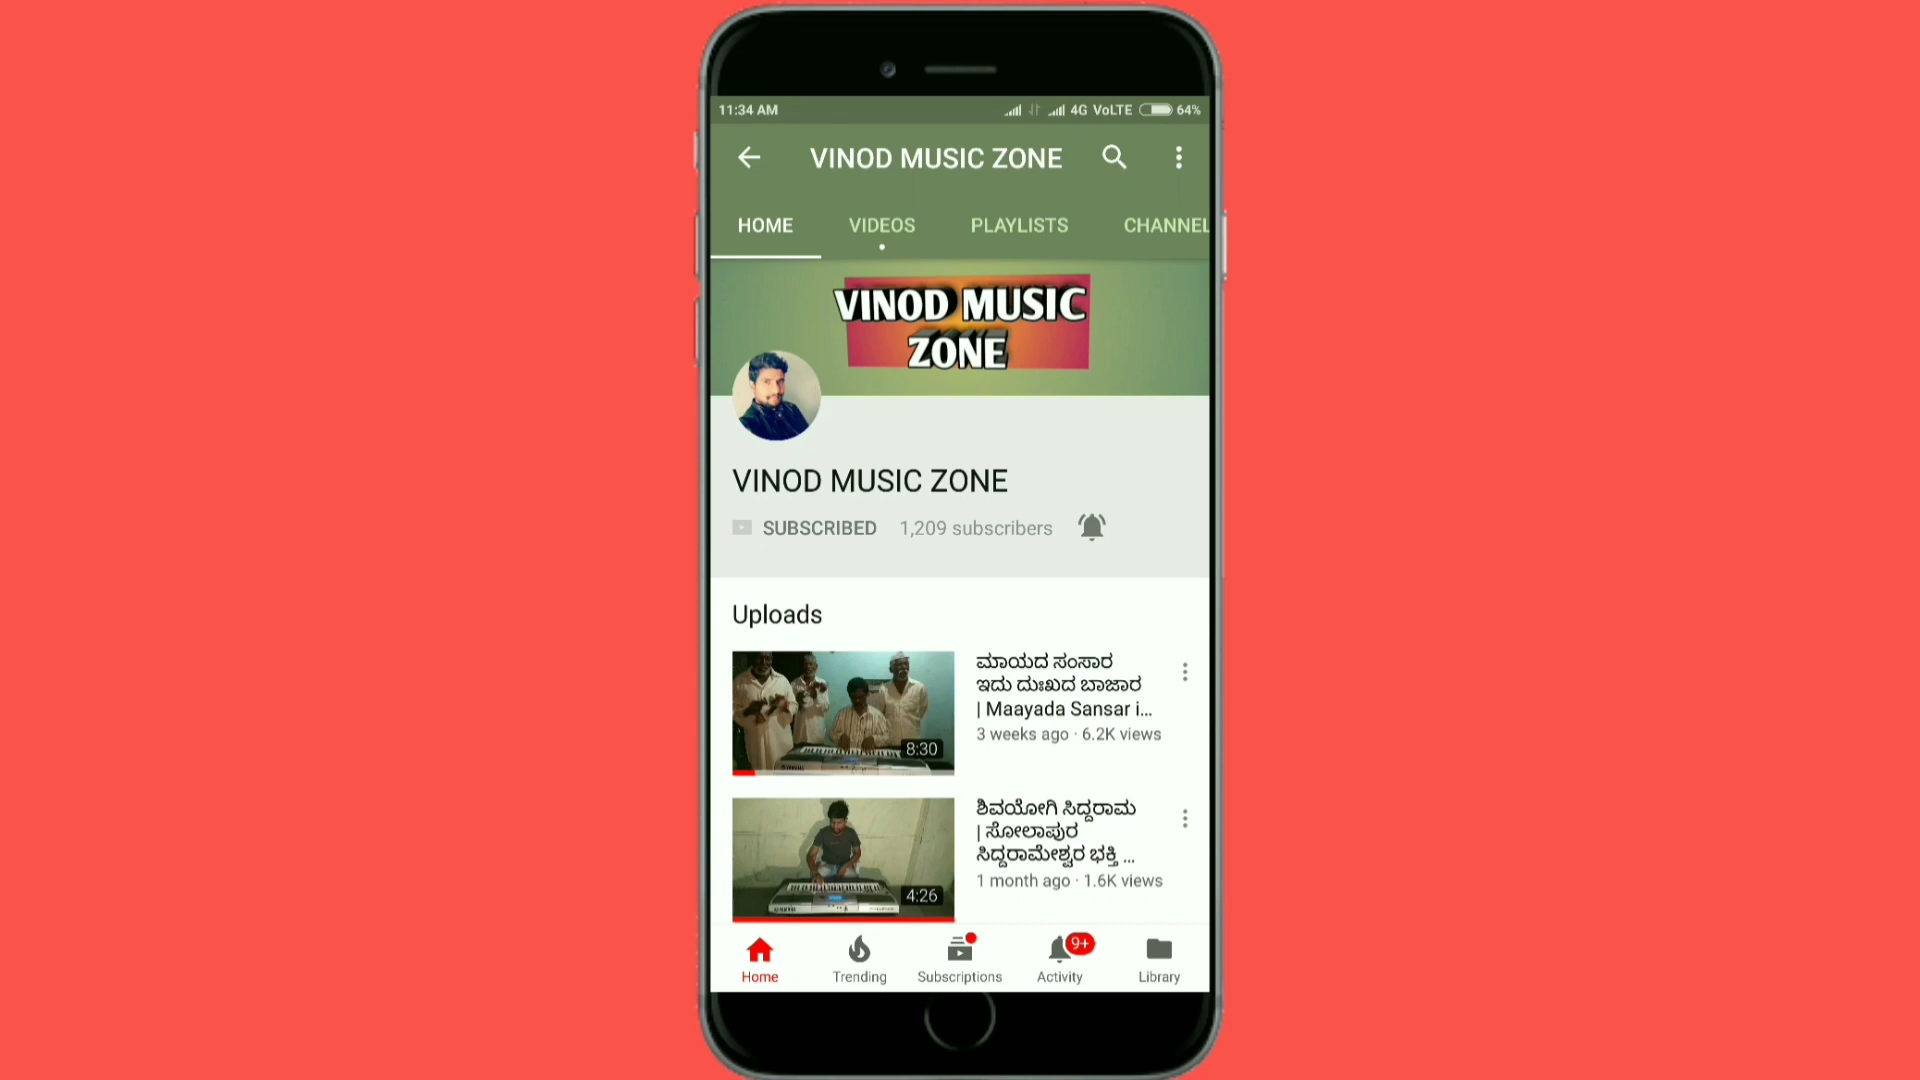 11:34 AM
4G VoLTE 64%
VINOD MUSIC ZONE
HOME VIDEOS PLAYLISTS CHANNEL
VINOD MUSIC
ZONE
VINOD MUSIC ZONE
SUBSCRIBED 1,209 subscribers
Uploads
ಮಾಯದ ಸಂಸಾರ
ಇದು ದುಃಖದ ಬಾಜಾರ
| Maayada Sansar i...
3 weeks ago · 6.2K views
8:30
ಶಿವಯೋಗಿ ಸಿದ್ದರಾಮ
| ಸೋಲಾಪುರ
ಸಿದ್ದರಾಮೇಶ್ವರ ಭಕ್ತಿ ...
1 month ago · 1.6K views
4:26
9+
Home Trending Subscriptions Activity Library